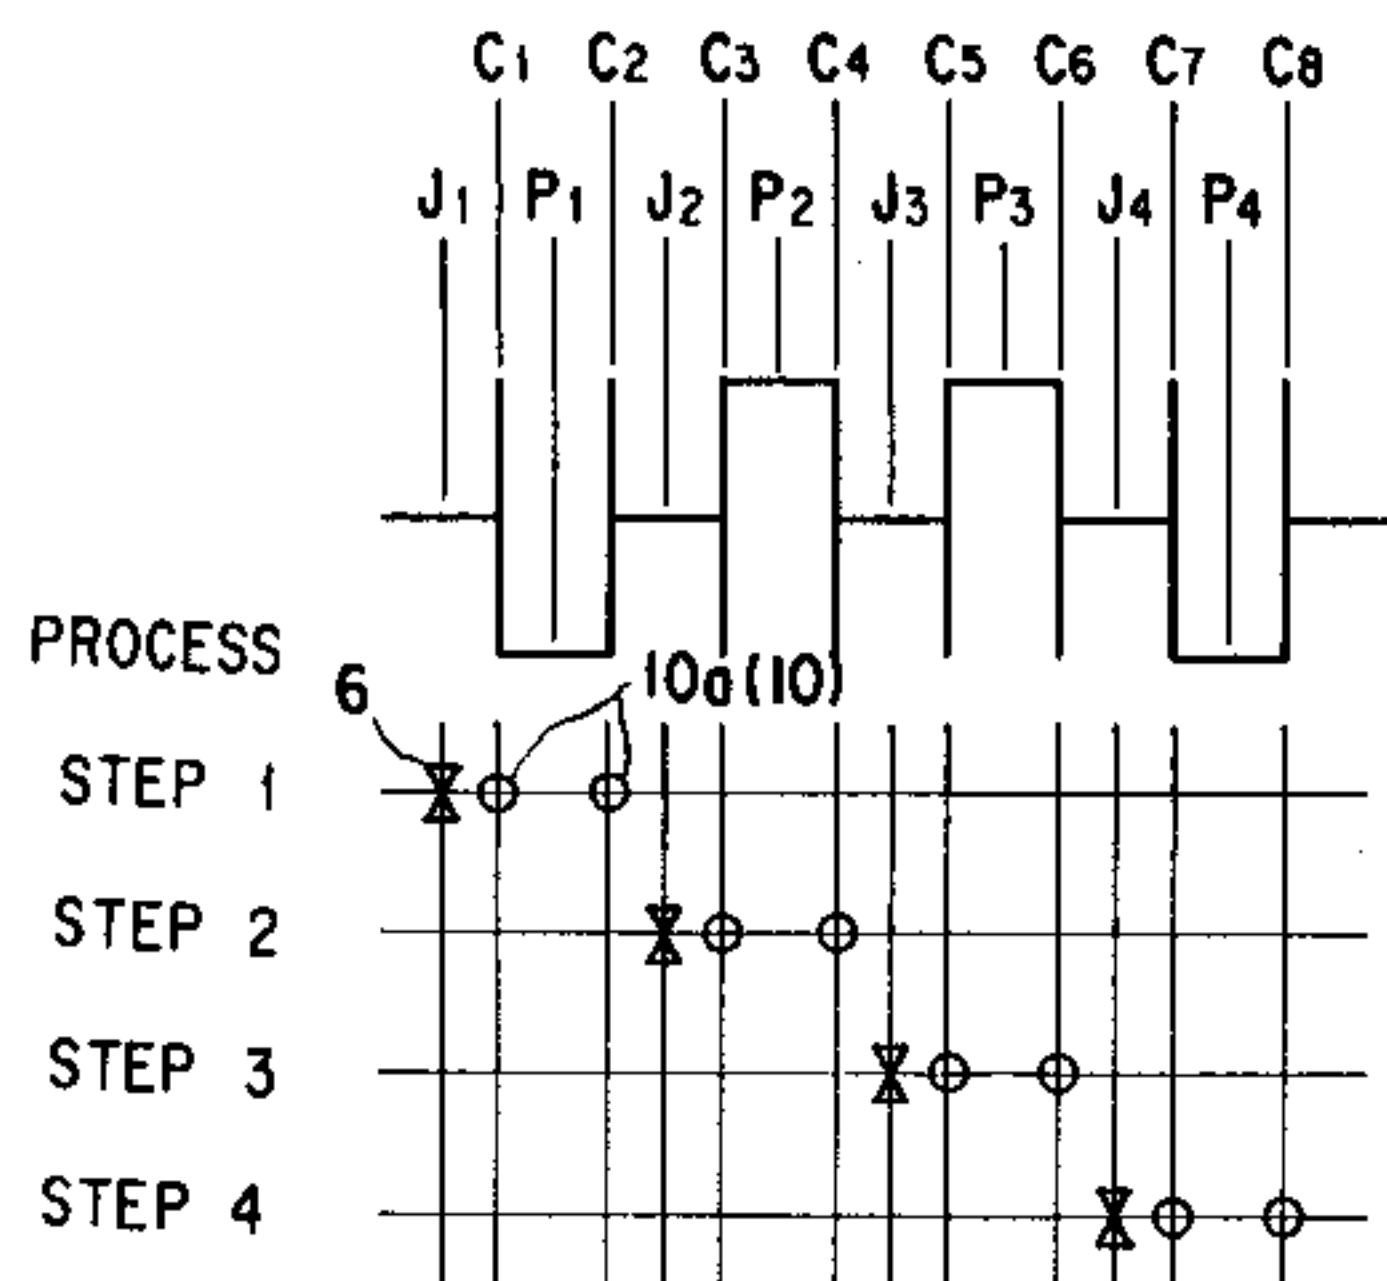 C1 C2 C3 C4 C5 C6 C7 C8
J1 P1 J2 P2 J3 P3 J4 P4
PROCESS
6 10a(10)
STEP 1
STEP 2
STEP 3
STEP 4